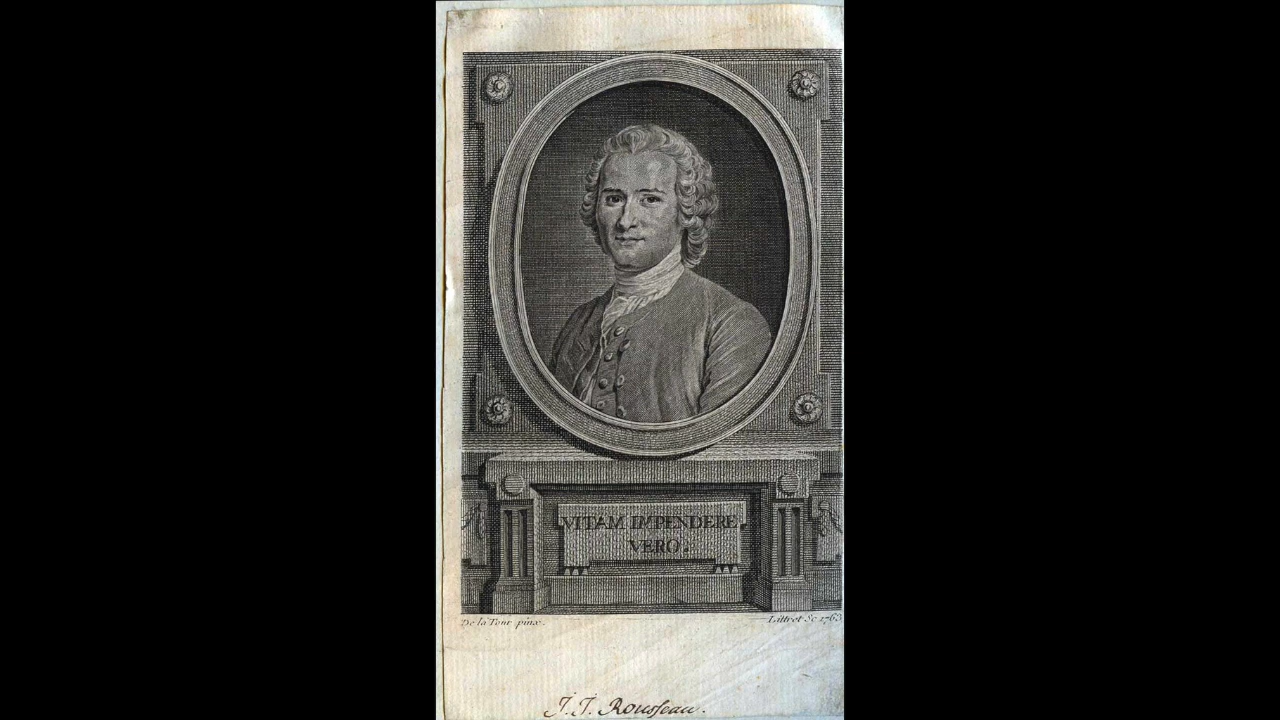 VITAM IMPENDERE
VERO.
De la Tour pinx.
Littret Sc 1763
J. J. Rousseau.